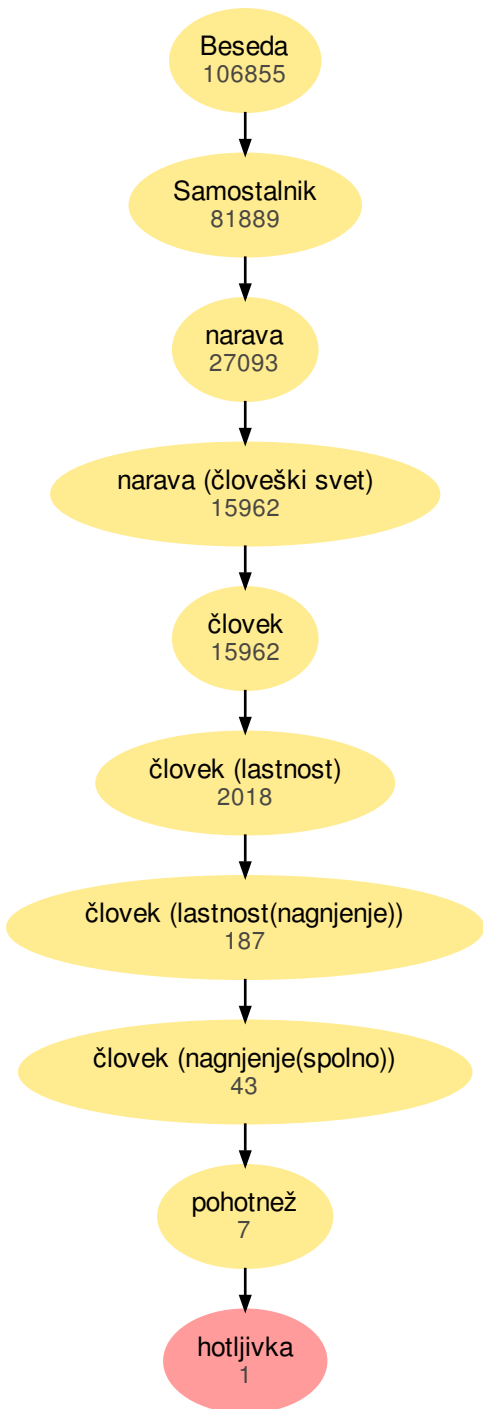 Beseda
106855
Samostalnik
81889
narava
27093
narava (človeški svet)
15962
človek
15962
človek (lastnost)
2018
človek (lastnost(nagnjenje))
187
človek (nagnjenje(spolno))
43
pohotnež
7
hotljivka
1